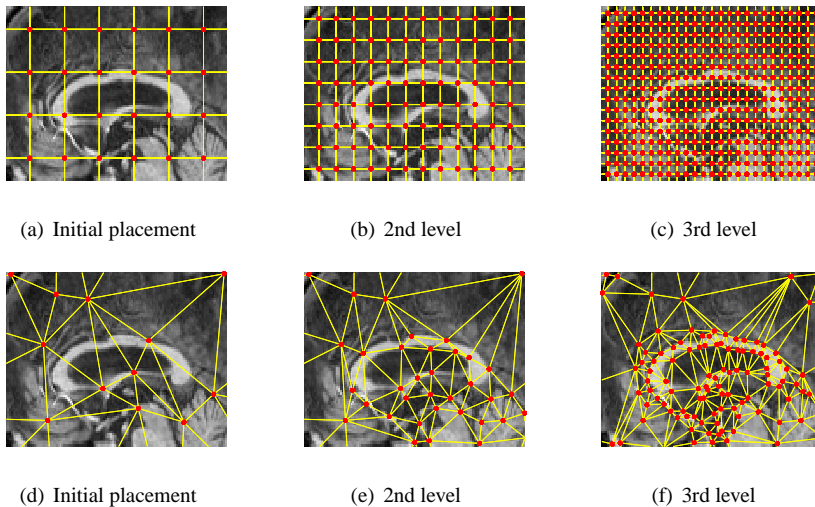 (a) Initial placement
(b) 2nd level
(c) 3rd level
(d) Initial placement
(e) 2nd level
(f) 3rd level